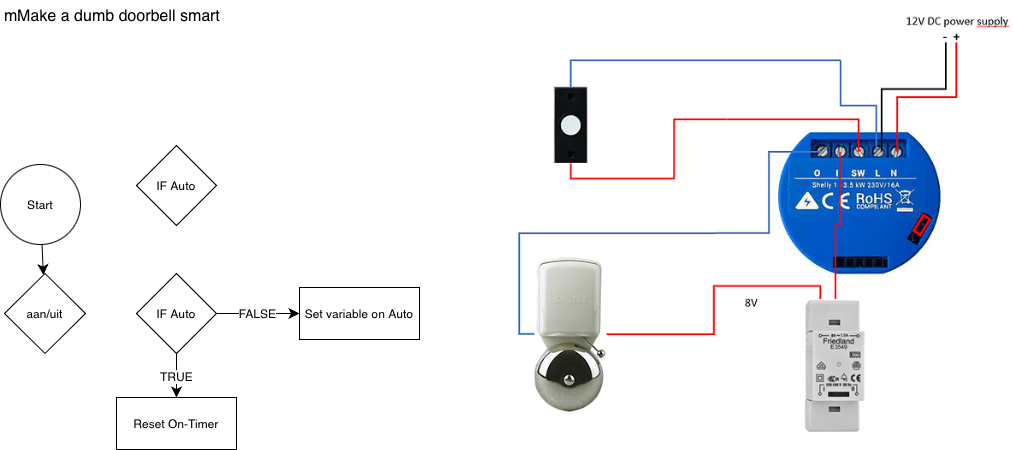 mMake a dumb doorbell smart
12V DC power supply
- +
IF Auto
Start
O I SW L N
Shelly 1 3.5 kW 230V/16A
CE RoHS
COMPLIANT
aan/uit
IF Auto
FALSE
Set variable on Auto
8V
Friedland
E3549
CE
TRUE
Reset On-Timer